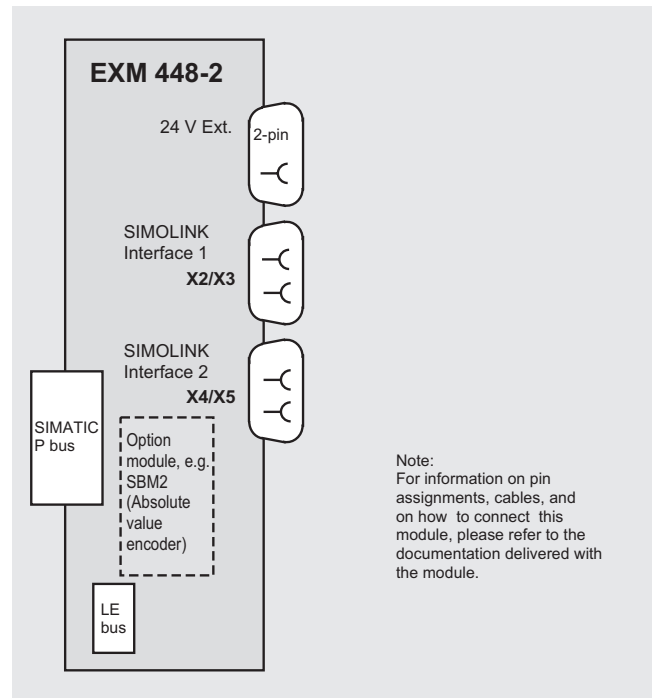 EXM 448-2
24 V Ext.
2-pin
SIMOLINK
Interface 1
X2/X3
SIMOLINK
Interface 2
X4/X5
SIMATIC
P bus
Option
module, e.g.
SBM2
(Absolute
value
encoder)
LE
bus
Note:
For information on pin
assignments, cables, and
on how to connect this
module, please refer to the
documentation delivered with
the module.